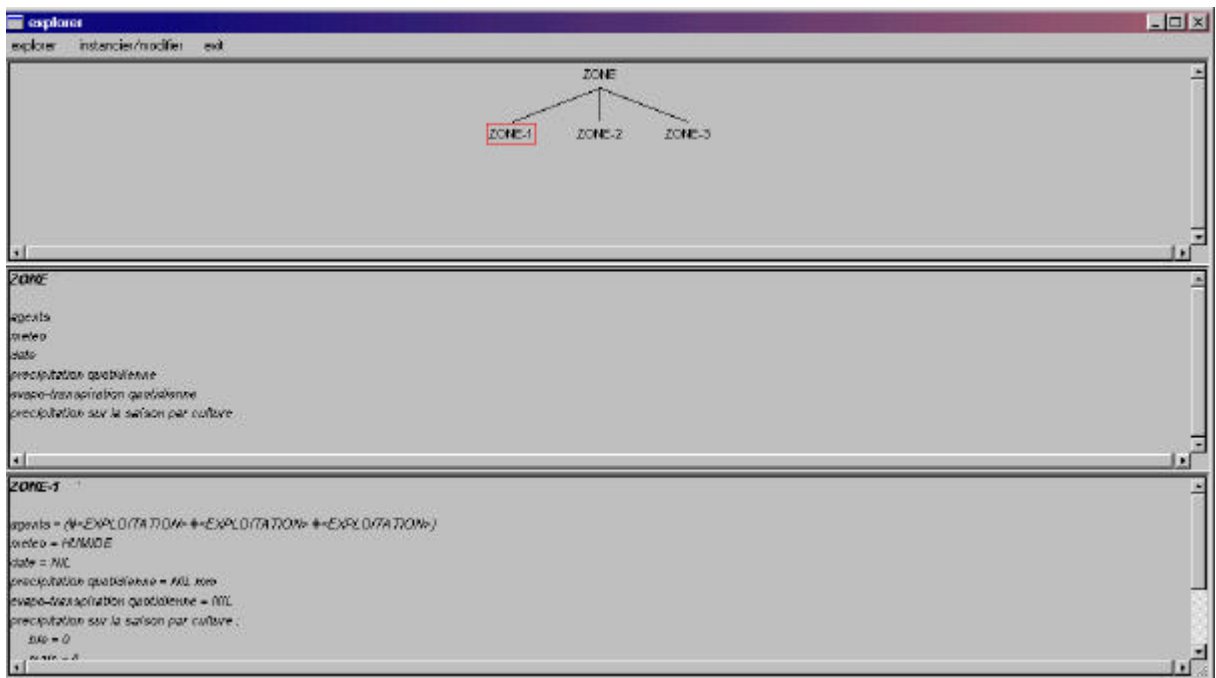 explorer
explorer instancier/modifier exit
ZONE
ZONE-1 ZONE-2 ZONE-3
ZONE
agents
meteo
date
precipitation quotidienne
evapo-transpiration quotidienne
precipitation sur la saison par culture
ZONE-1
agents = (#<EXPLOITATION> #<EXPLOITATION> #<EXPLOITATION>)
meteo = HUMIDE
date = NIL
precipitation quotidienne = NIL mm
evapo-transpiration quotidienne = NIL
precipitation sur la saison par culture :
ble = 0